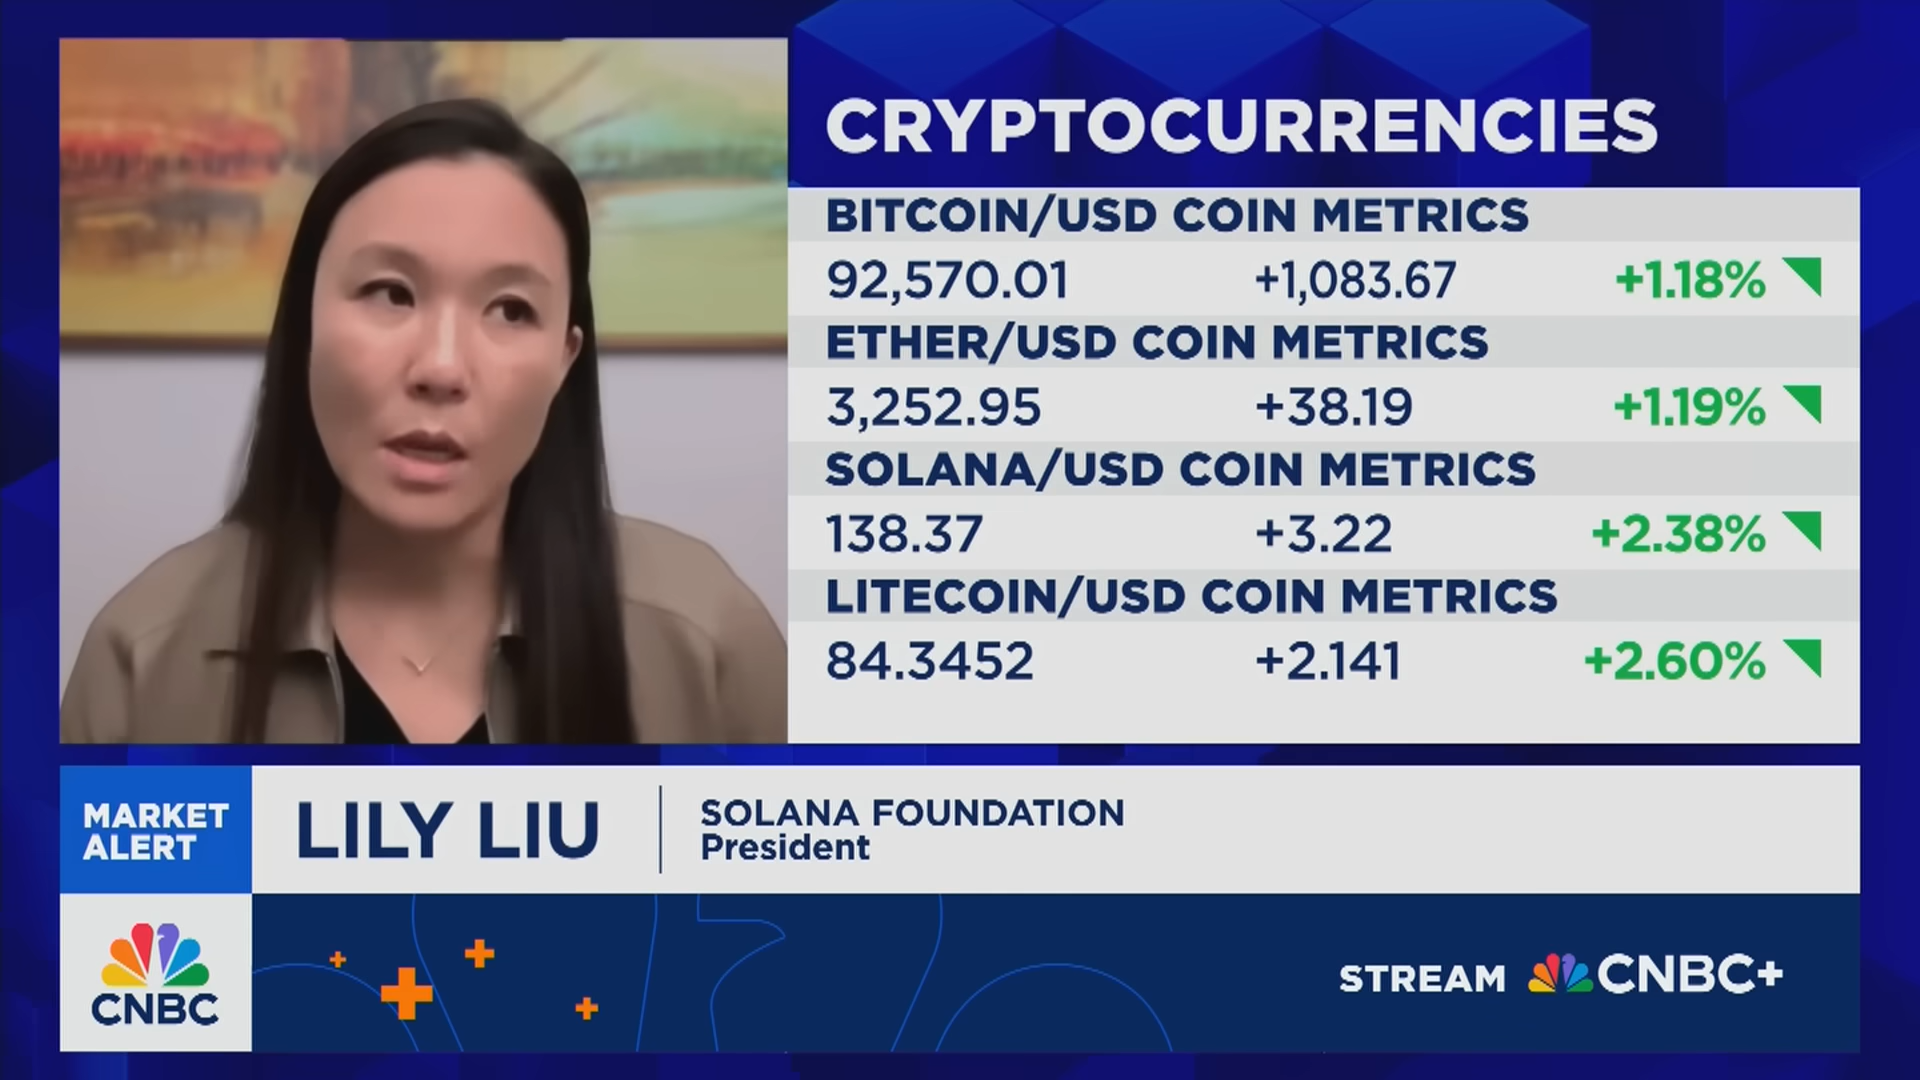 CRYPTOCURRENCIES
BITCOIN/USD COIN METRICS
92,570.01 +1,083.67 +1.18%
ETHER/USD COIN METRICS
3,252.95 +38.19 +1.19%
SOLANA/USD COIN METRICS
138.37 +3.22 +2.38%
LITECOIN/USD COIN METRICS
84.3452 +2.141 +2.60%
MARKET
ALERT
LILY LIU
SOLANA FOUNDATION
President
CNBC
STREAM CNBC+